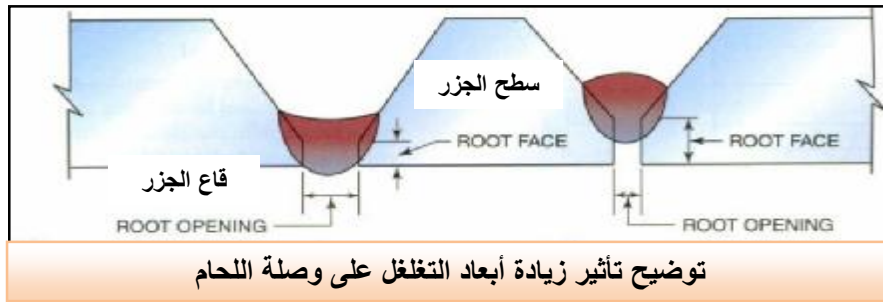 سطح الجزر
ROOT FACE
ROOT FACE
قاع الجزر
ROOT OPENING
ROOT OPENING
توضيح تأثير زيادة أبعاد التغلغل على وصلة اللحام